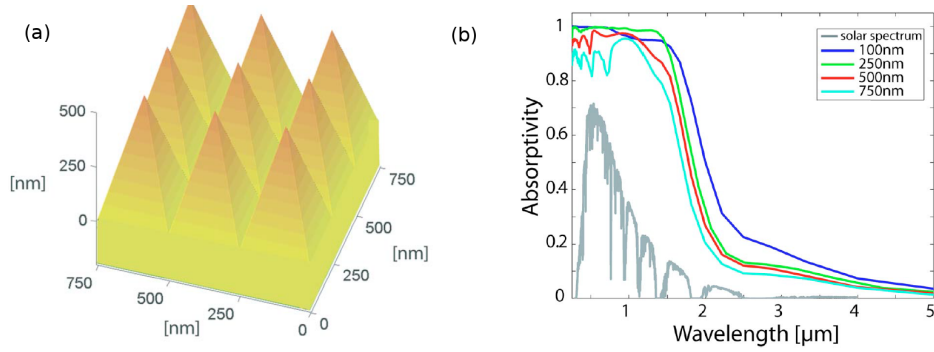 (a)
500
250
[nm]
0
750
500
[nm]
250
0
0
250
500
[nm]
750
(b)
1
0.8
0.6
0.4
0.2
0
Absorptivity
solar spectrum
100nm
250nm
500nm
750nm
1
2
3
4
5
Wavelength [μm]